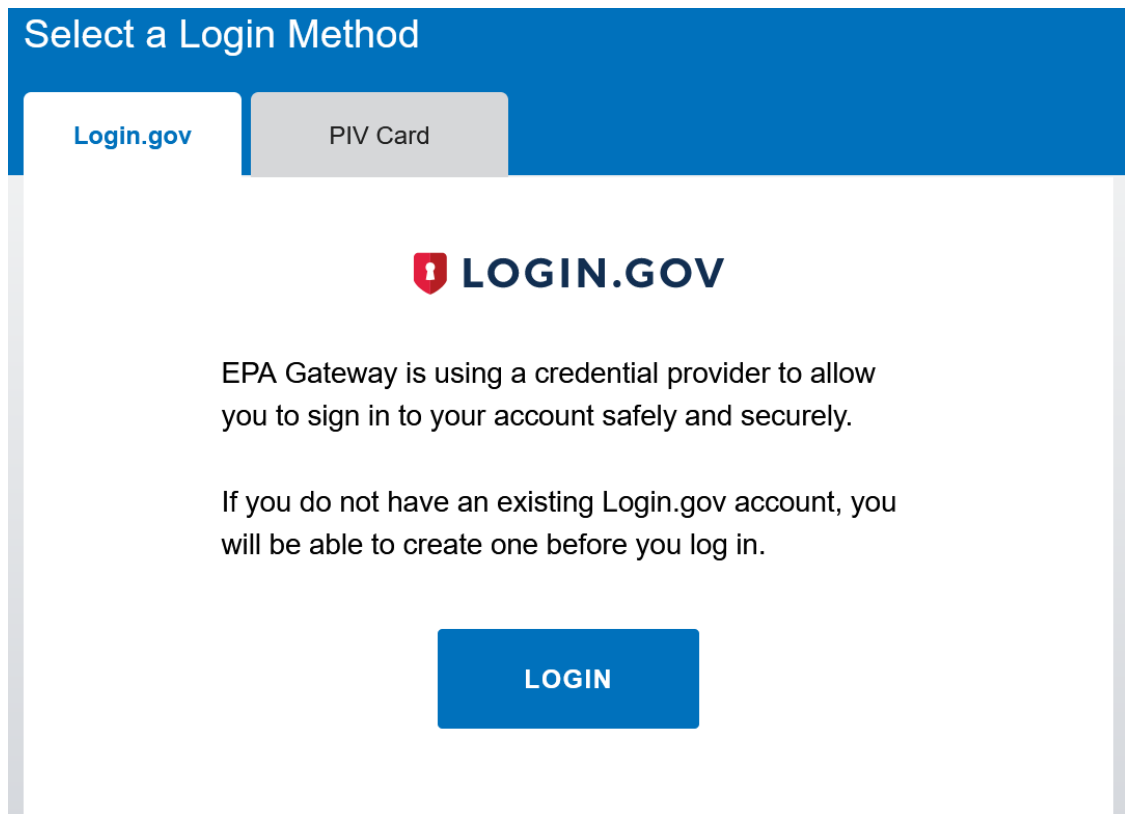 Select a Login Method
Login.gov
PIV Card
LOGIN.GOV
EPA Gateway is using a credential provider to allow
you to sign in to your account safely and securely.
If you do not have an existing Login.gov account, you
will be able to create one before you log in.
LOGIN